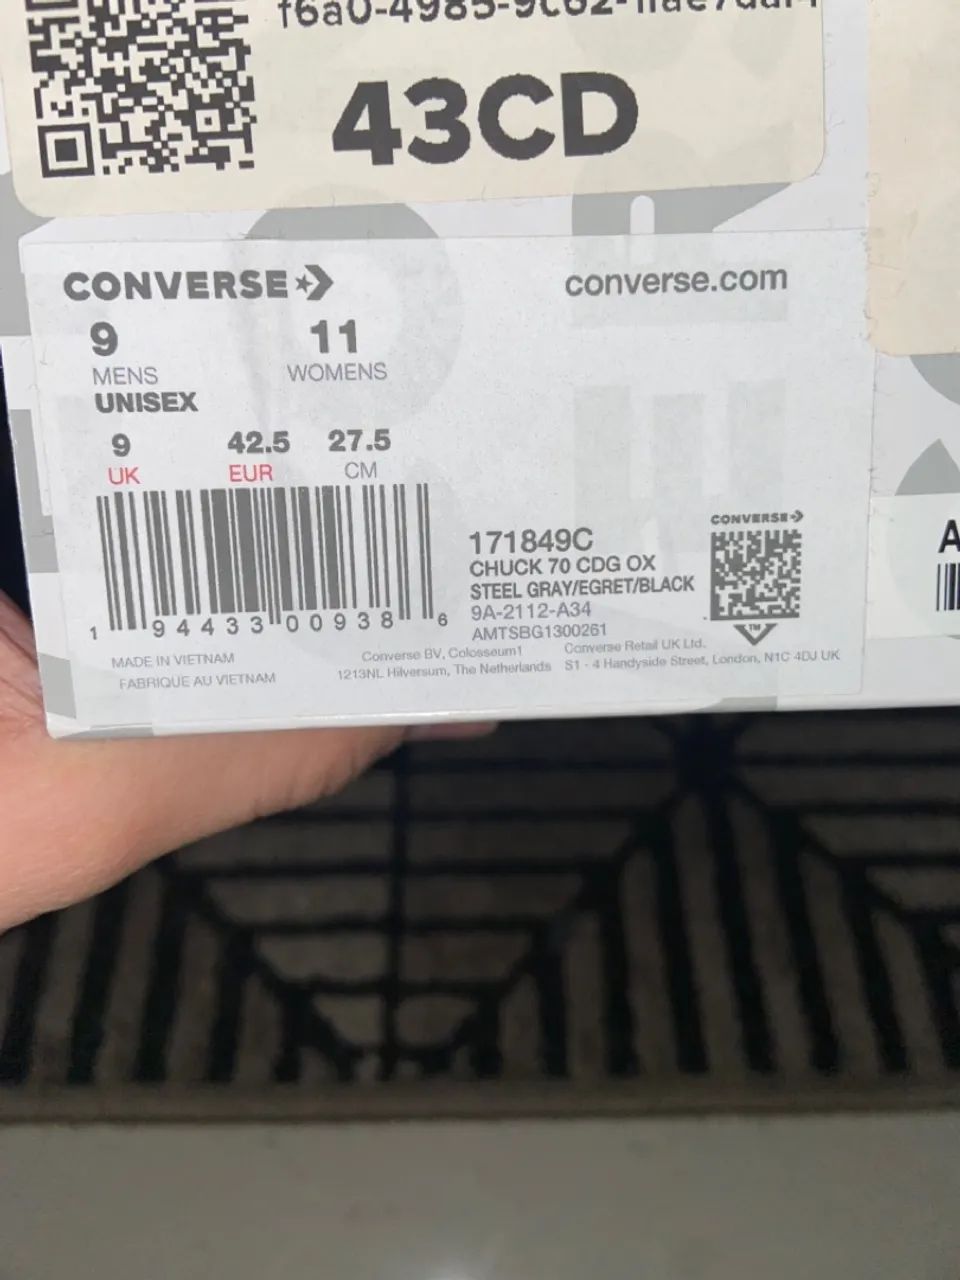 43CD
CONVERSE
converse.com
9 11
MENS WOMENS
UNISEX
9 42.5 27.5
UK EUR CM
171849C
CHUCK 70 CDG OX
STEEL GRAY/EGRET/BLACK
9A-2112-A34
AMTSBG1300261
CONVERSE
TM
1 94433 00938 6
MADE IN VIETNAM
FABRIQUE AU VIETNAM
Converse BV, Colosseum1
1213NL Hilversum, The Netherlands
Converse Retail UK Ltd.
S1 - 4 Handyside Street, London, N1C 4DJ UK
A